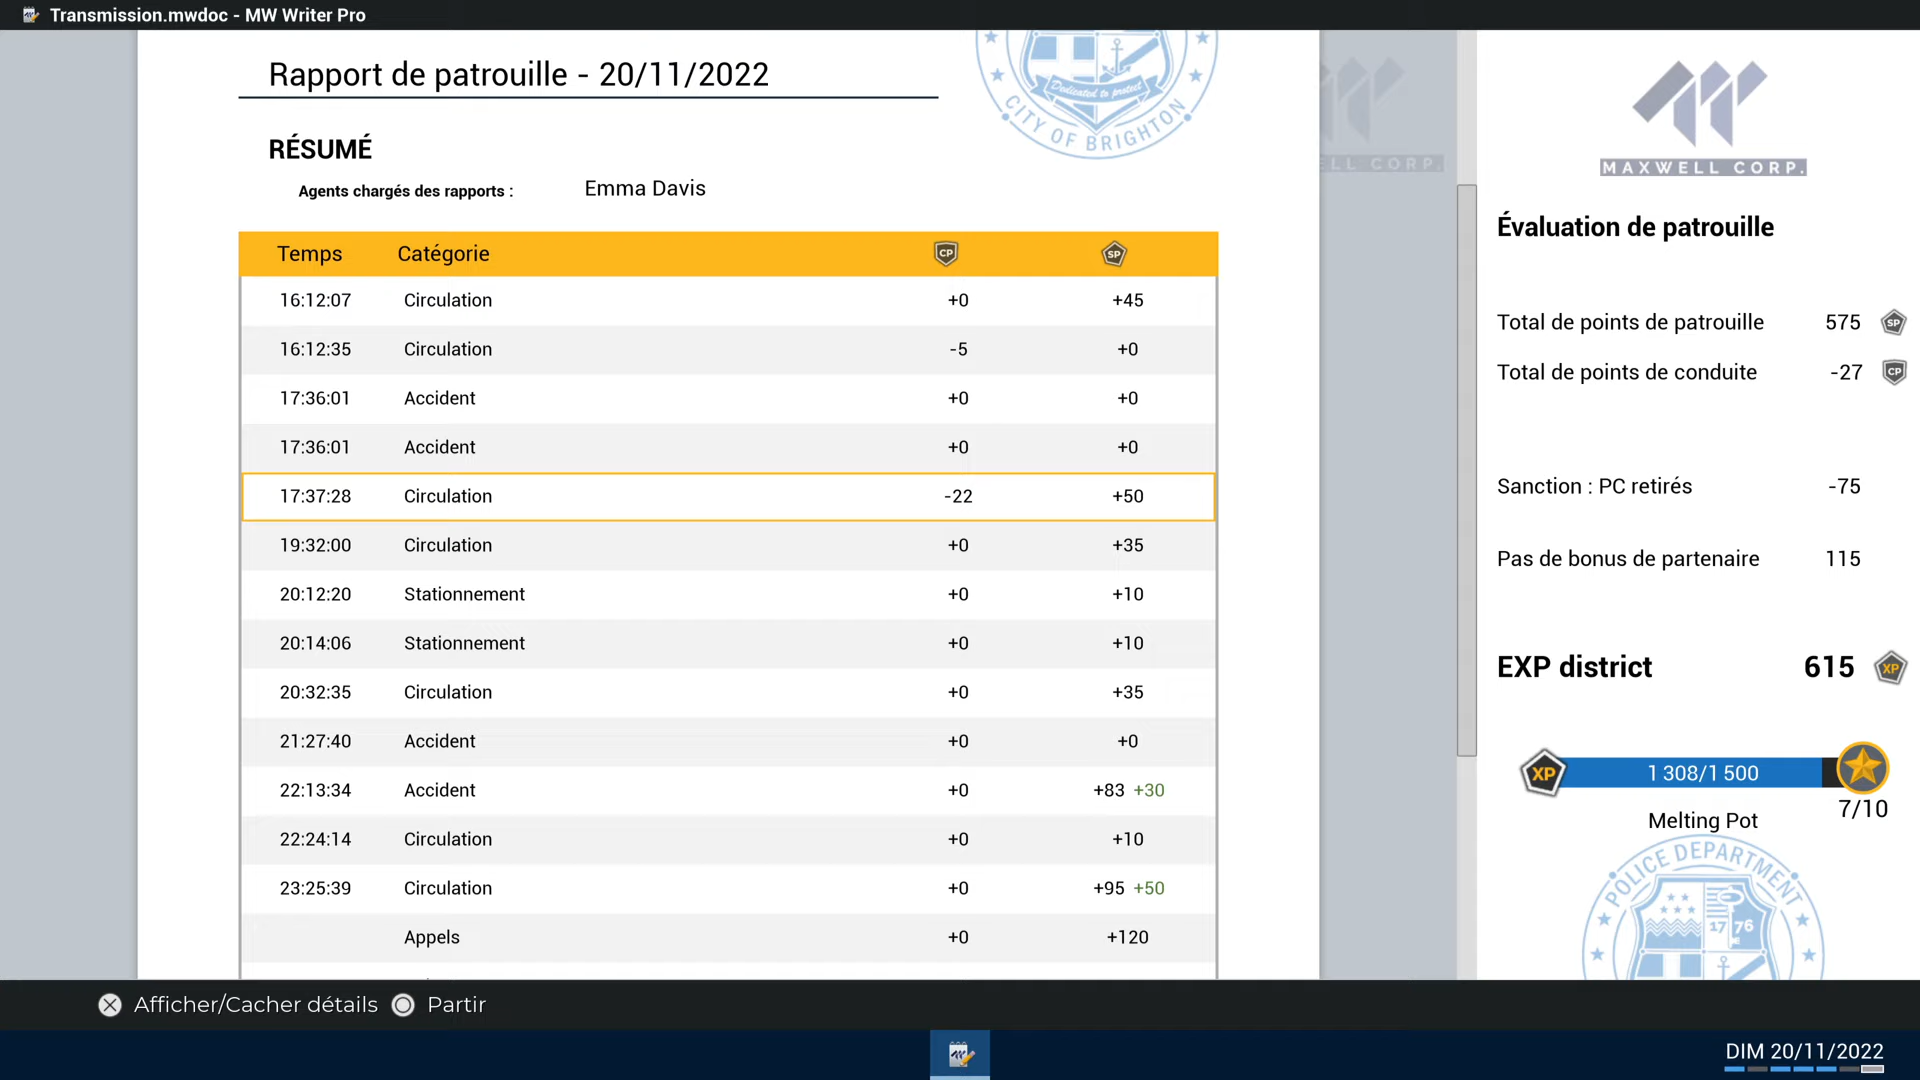 Transmission.mwdoc - MW Writer Pro
Rapport de patrouille - 20/11/2022
Dedicated to protect
CITY OF BRIGHTON
RÉSUMÉ
Agents chargés des rapports : Emma Davis
Temps Catégorie CP SP
16:12:07 Circulation +0 +45
16:12:35 Circulation -5 +0
17:36:01 Accident +0 +0
17:36:01 Accident +0 +0
17:37:28 Circulation -22 +50
19:32:00 Circulation +0 +35
20:12:20 Stationnement +0 +10
20:14:06 Stationnement +0 +10
20:32:35 Circulation +0 +35
21:27:40 Accident +0 +0
22:13:34 Accident +0 +83 +30
22:24:14 Circulation +0 +10
23:25:39 Circulation +0 +95 +50
Appels +0 +120
LL CORP.
MAXWELL CORP.
Évaluation de patrouille
Total de points de patrouille 575 SP
Total de points de conduite -27 CP
Sanction : PC retirés -75
Pas de bonus de partenaire 115
EXP district 615 XP
XP 1 308/1 500
7/10
Melting Pot
POLICE DEPARTMENT
1776
Afficher/Cacher détails Partir
DIM 20/11/2022